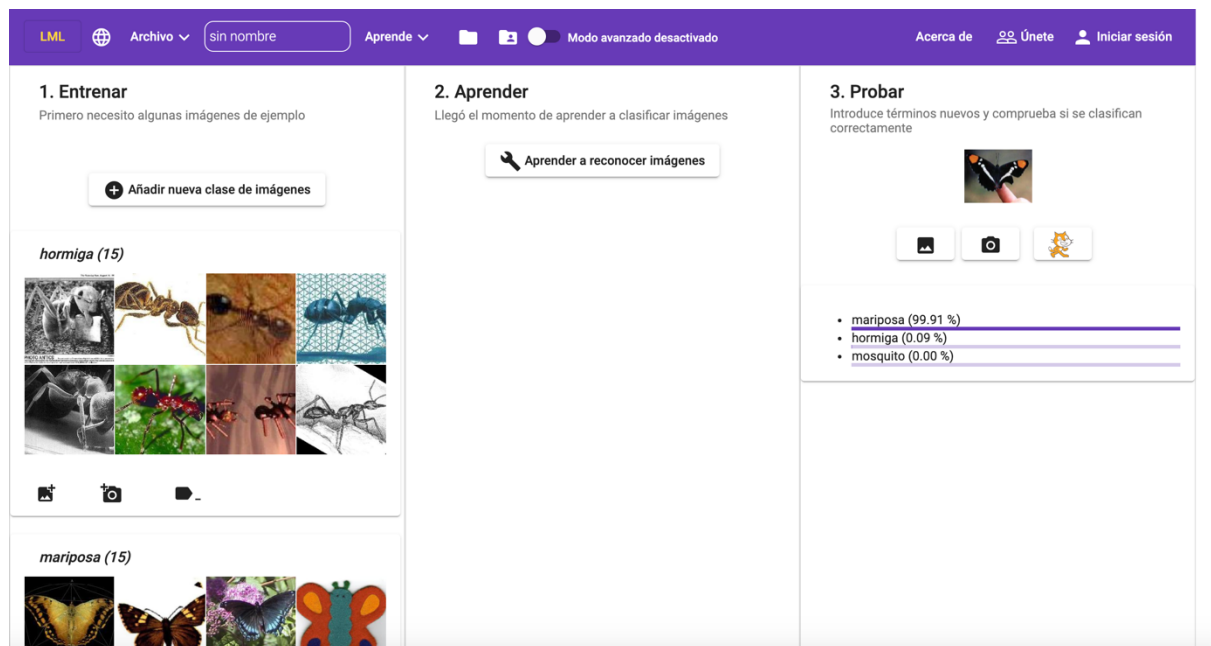 LML
Archivo
sin nombre
Aprende
Modo avanzado desactivado
Acerca de
Únete
Iniciar sesión
1. Entrenar
Primero necesito algunas imágenes de ejemplo
Añadir nueva clase de imágenes
hormiga (15)
mariposa (15)
2. Aprender
Llegó el momento de aprender a clasificar imágenes
Aprender a reconocer imágenes
3. Probar
Introduce términos nuevos y comprueba si se clasifican
correctamente
mariposa (99.91 %)
hormiga (0.09 %)
mosquito (0.00 %)